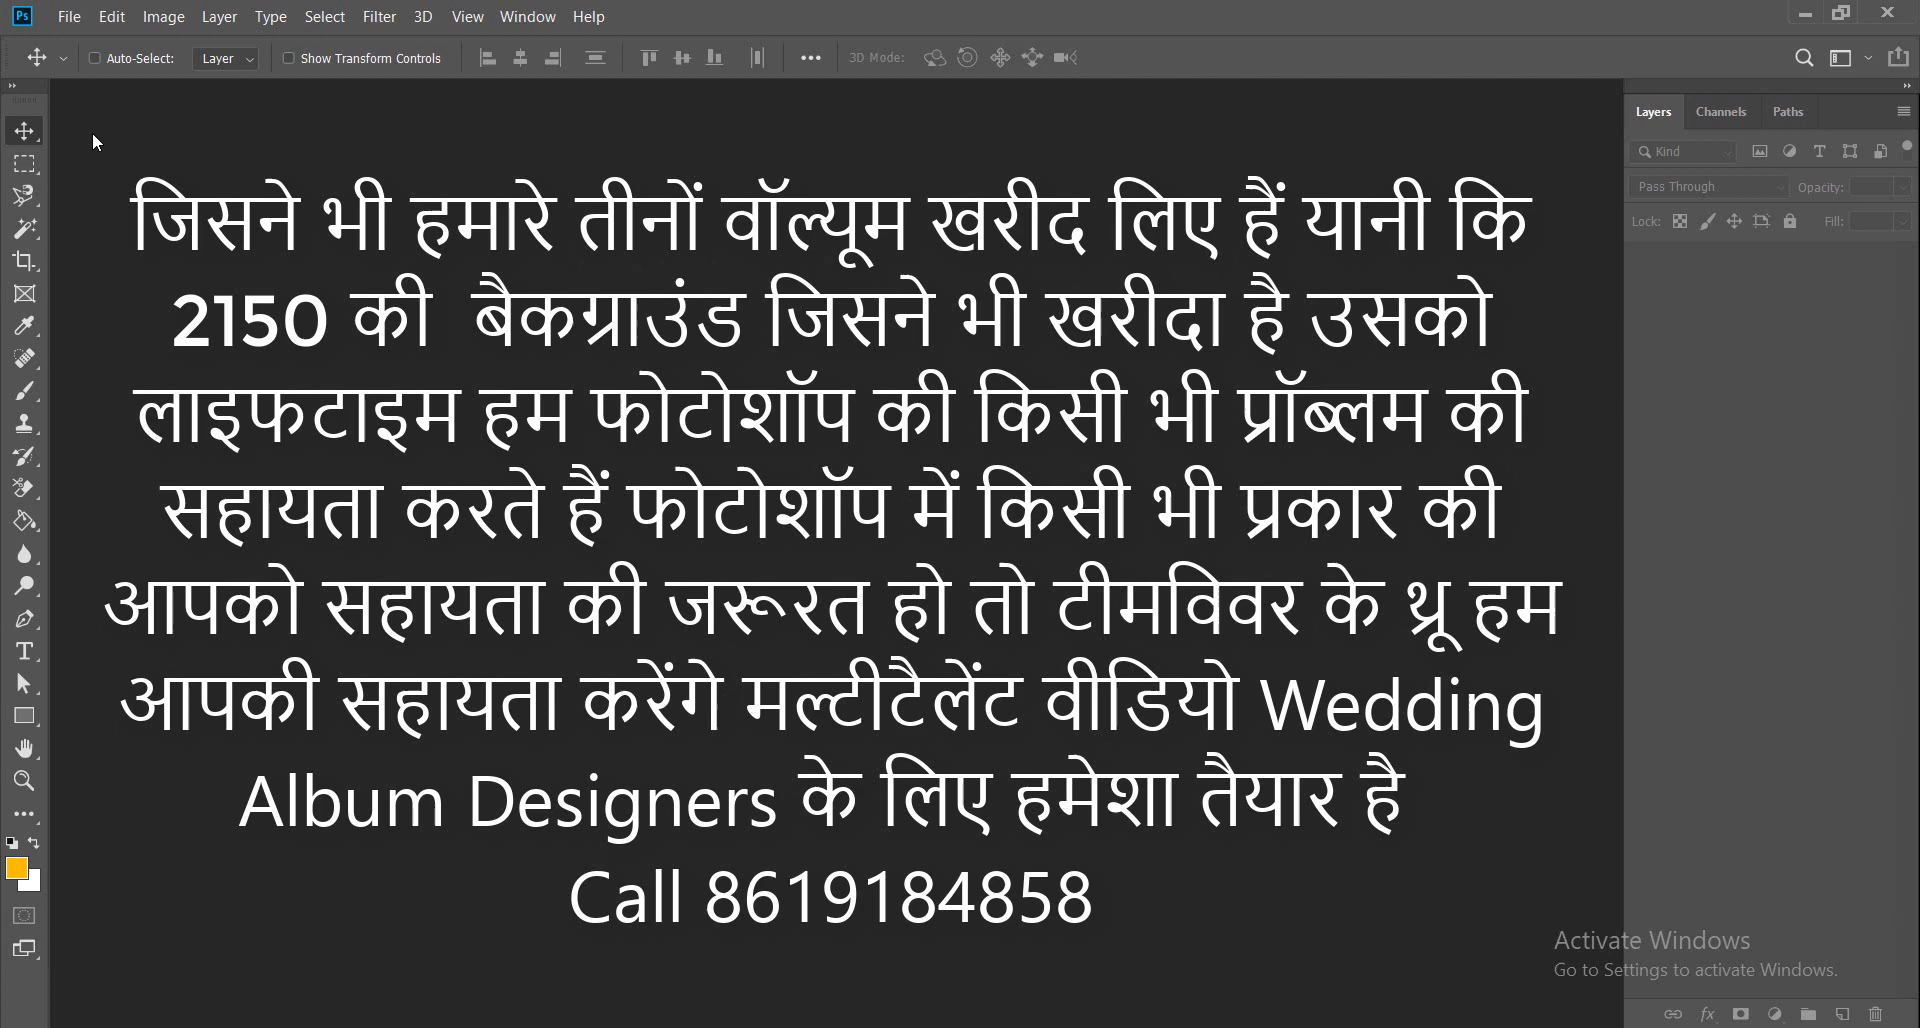 Ps File Edit Image Layer Type Select Filter 3D View Window Help
Auto-Select: Layer Show Transform Controls 3D Mode:
Layers Channels Paths
Kind
Pass Through Opacity:
Lock: Fill:
जिसने भी हमारे तीनों वॉल्यूम खरीद लिए हैं यानी कि
2150 की बैकग्राउंड जिसने भी खरीदा है उसको
लाइफटाइम हम फोटोशॉप की किसी भी प्रॉब्लम की
सहायता करते हैं फोटोशॉप में किसी भी प्रकार की
आपको सहायता की जरूरत हो तो टीमविवर के थ्रू हम
आपकी सहायता करेंगे मल्टीटैलेंट वीडियो Wedding
Album Designers के लिए हमेशा तैयार है
Call 8619184858
Activate Windows
Go to Settings to activate Windows.
fx